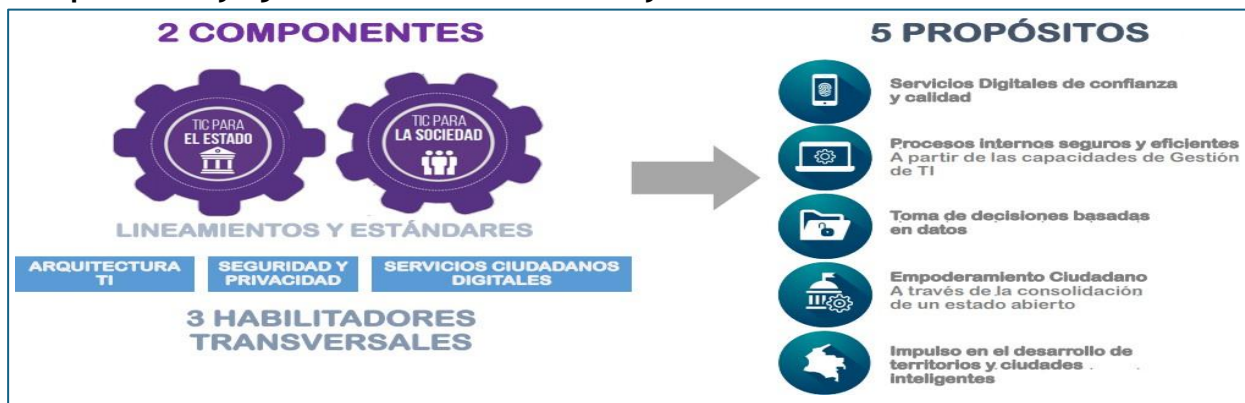 2 COMPONENTES
TIC PARA
EL ESTADO
TIC PARA
LA SOCIEDAD
LINEAMIENTOS Y ESTÁNDARES
ARQUITECTURA
TI
SEGURIDAD Y
PRIVACIDAD
SERVICIOS CIUDADANOS
DIGITALES
3 HABILITADORES
TRANSVERSALES
5 PROPÓSITOS
Servicios Digitales de confianza
y calidad
Procesos internos seguros y eficientes
A partir de las capacidades de Gestión
de TI
Toma de decisiones basadas
en datos
Empoderamiento Ciudadano
A través de la consolidación
de un estado abierto
Impulso en el desarrollo de
territorios y ciudades
inteligentes